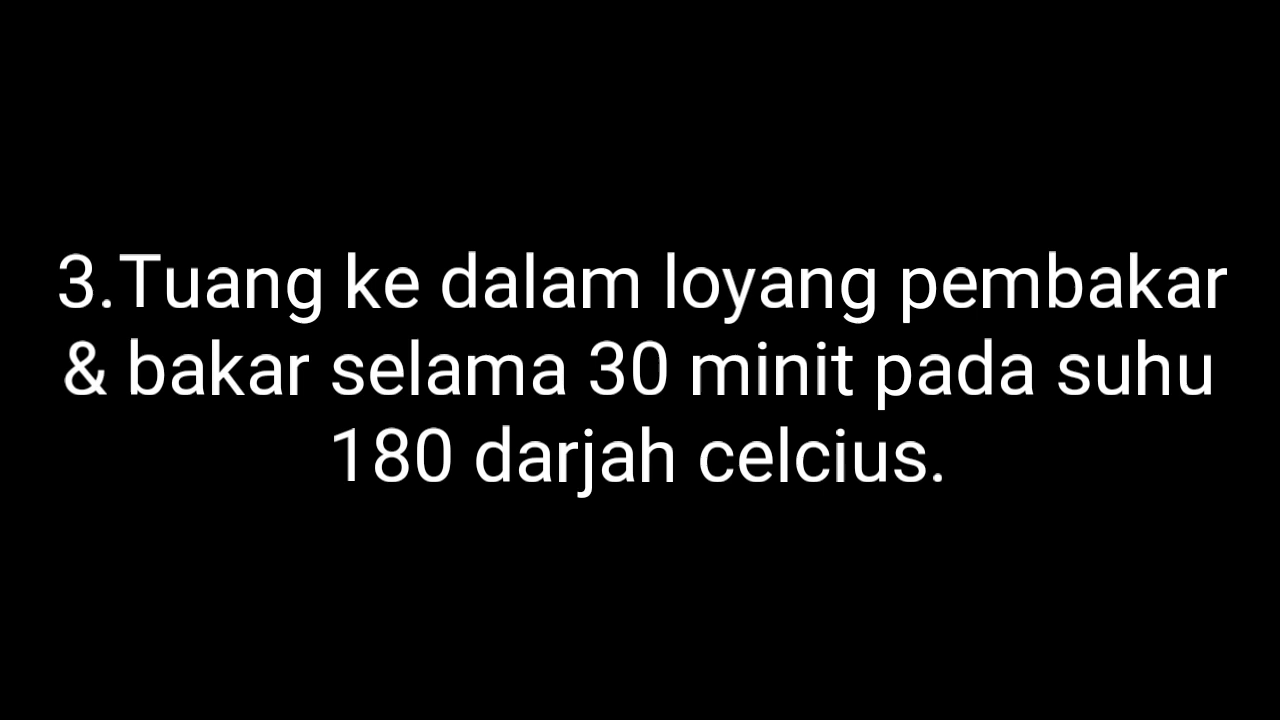 3.Tuang ke dalam loyang pembakar
& bakar selama 30 minit pada suhu
180 darjah celcius.